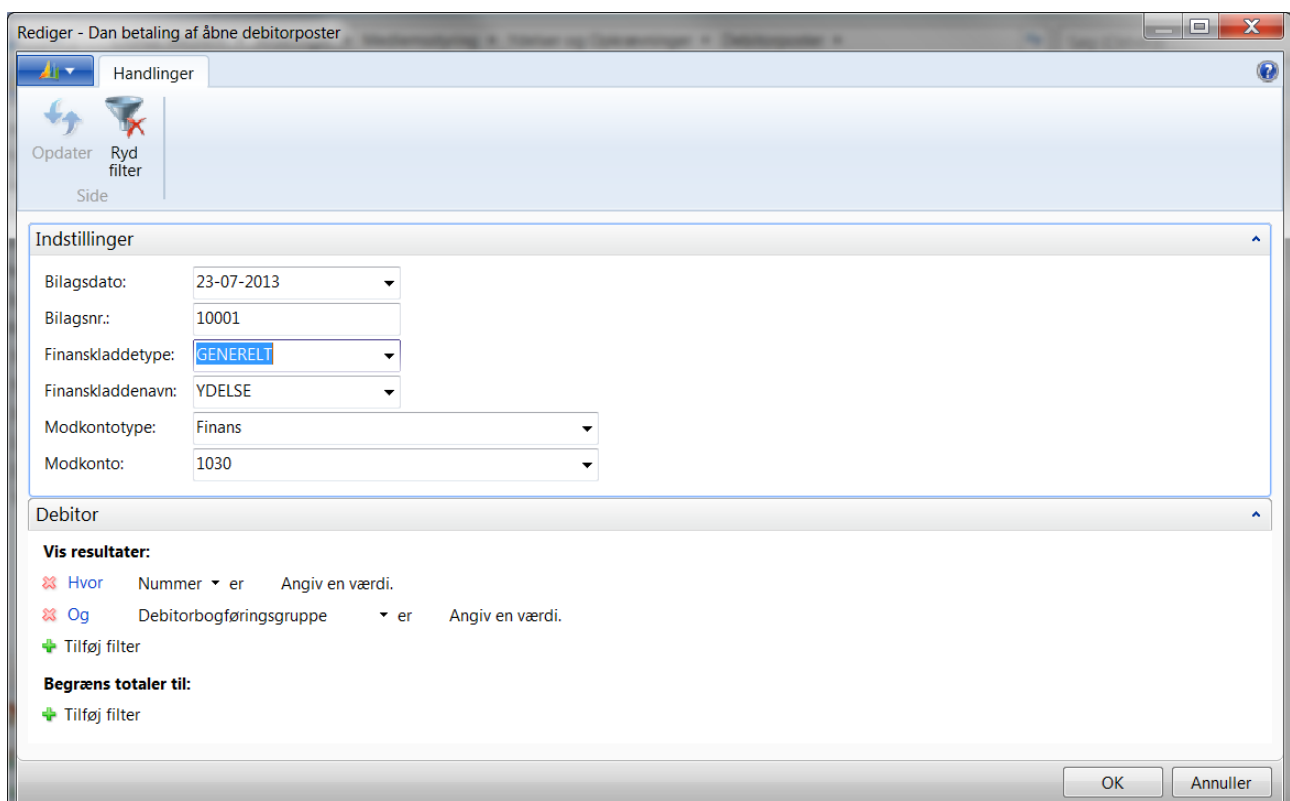 Rediger - Dan betaling af åbne debitorposter
Handlinger
Opdater
Ryd filter
Side
Indstillinger
Bilagsdato: 23-07-2013
Bilagsnr.: 10001
Finanskladdetype: GENERELT
Finanskladdenavn: YDELSE
Modkontotype: Finans
Modkonto: 1030
Debitor
Vis resultater:
Hvor Nummer er Angiv en værdi.
Og Debitorbogføringsgruppe er Angiv en værdi.
Tilføj filter
Begræns totaler til:
Tilføj filter
OK Annuller